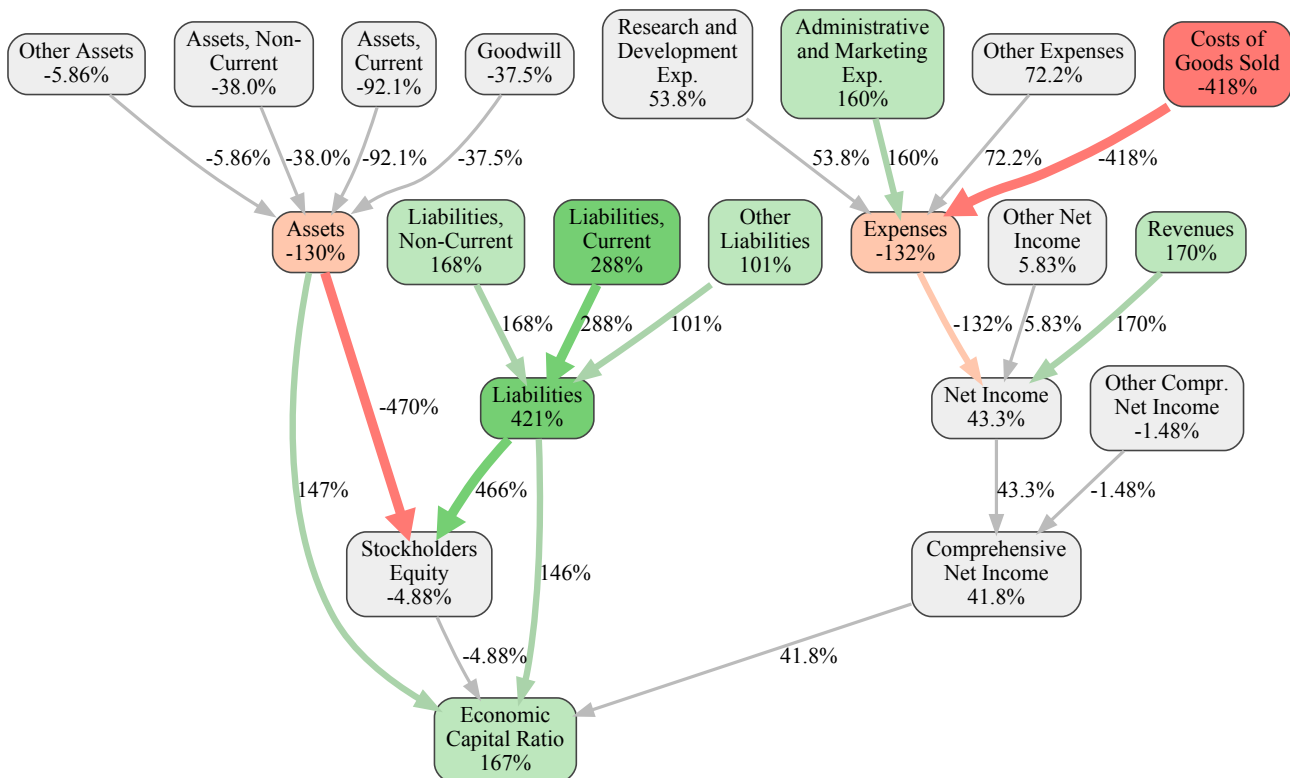 Other Assets
-5.86%
Assets, Non-
Current
-38.0%
Assets,
Current
-92.1%
Goodwill
-37.5%
Research and
Development
Exp.
53.8%
Administrative
and Marketing
Exp.
160%
Other Expenses
72.2%
Costs of
Goods Sold
-418%
-5.86%
-38.0%
-92.1%
-37.5%
53.8%
160%
72.2%
-418%
Assets
-130%
Liabilities,
Non-Current
168%
Liabilities,
Current
288%
Other
Liabilities
101%
Expenses
-132%
Other Net
Income
5.83%
Revenues
170%
168%
288%
101%
-132%
5.83%
170%
-470%
Liabilities
421%
Net Income
43.3%
Other Compr.
Net Income
-1.48%
147%
466%
43.3%
-1.48%
Stockholders
Equity
-4.88%
146%
Comprehensive
Net Income
41.8%
-4.88%
41.8%
Economic
Capital Ratio
167%